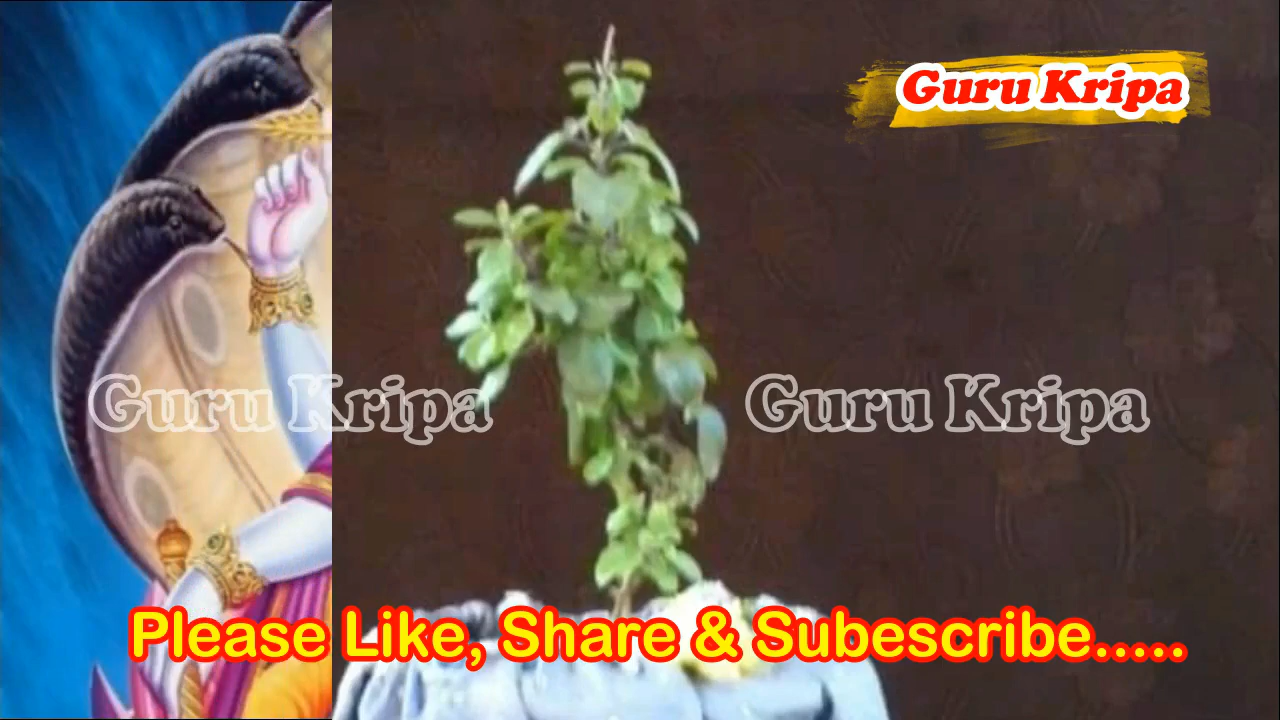 Guru Kripa
Guru Kripa Guru Kripa
Please Like, Share & Subescribe.....